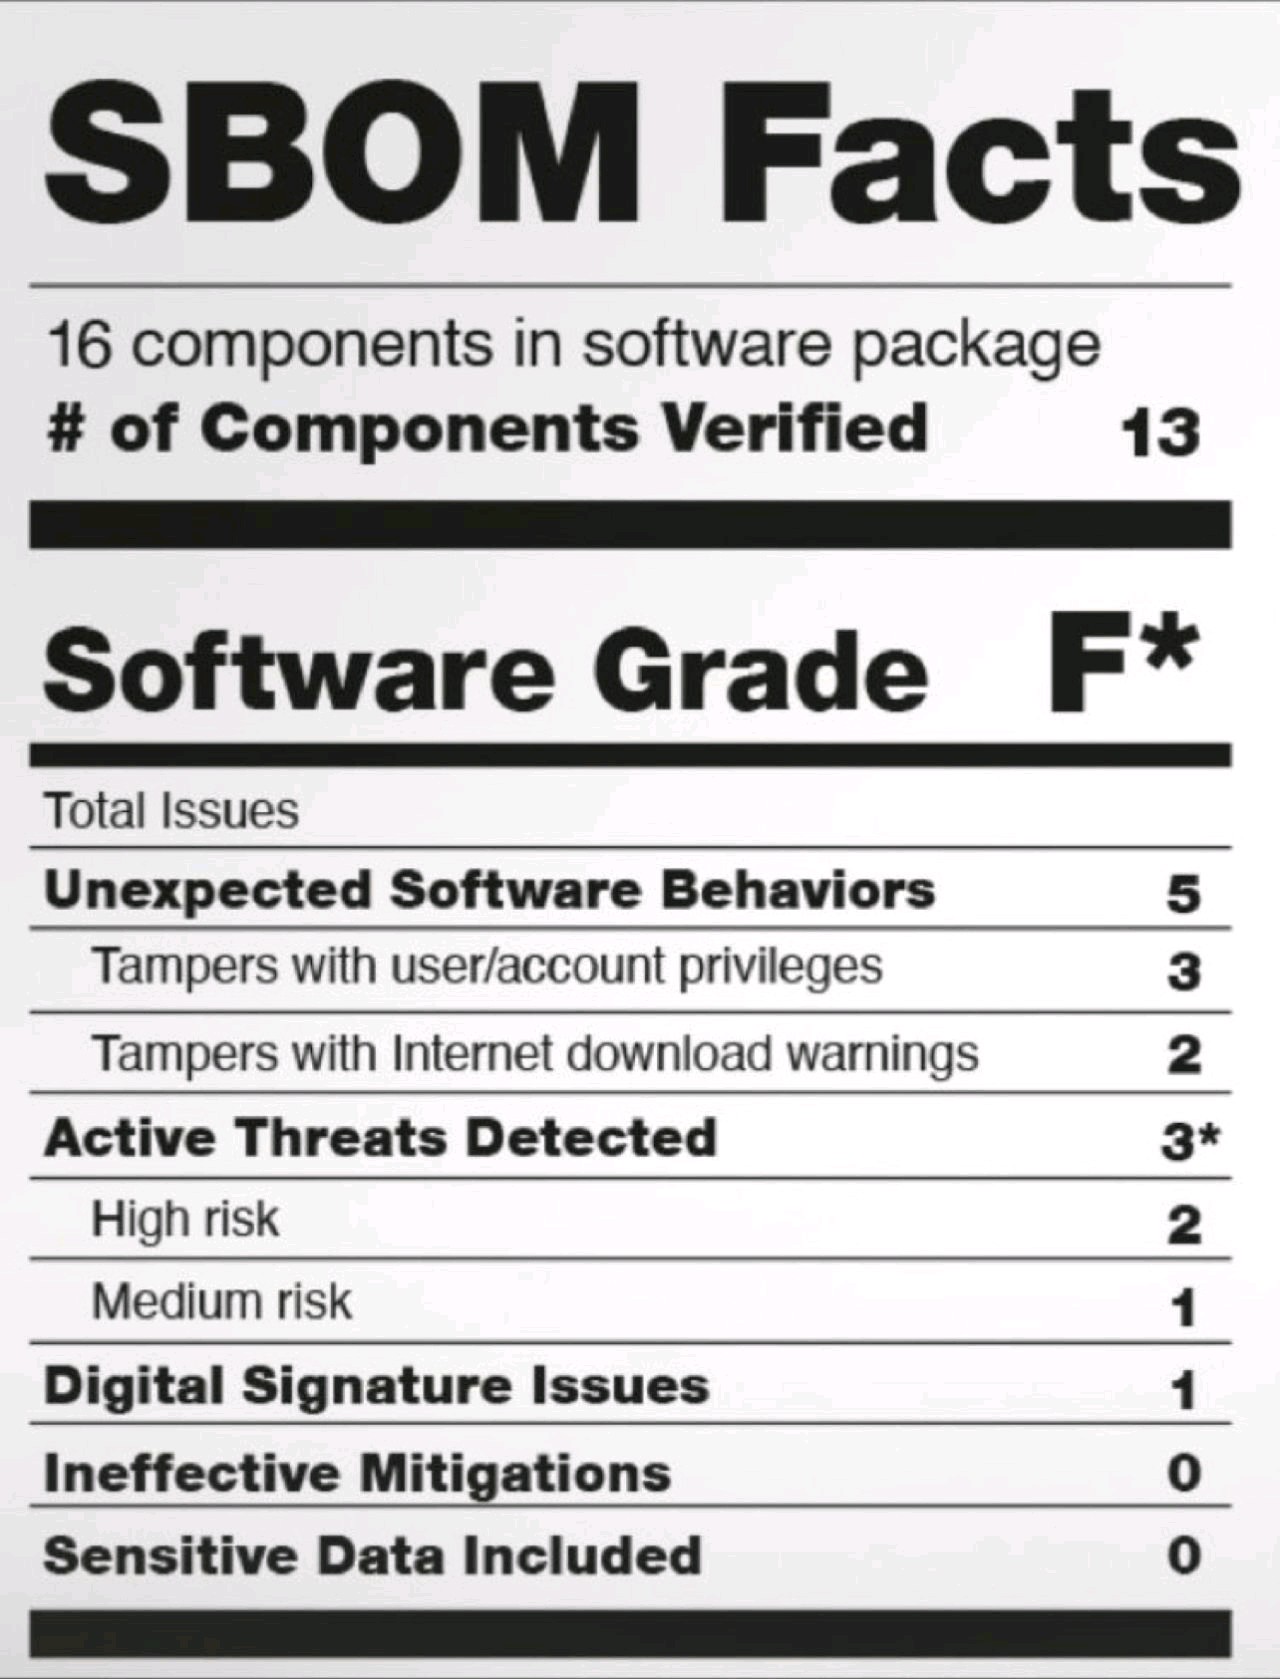 SBOM Facts
16 components in software package
# of Components Verified 13
Software Grade F*
Total Issues
Unexpected Software Behaviors 5
Tampers with user/account privileges 3
Tampers with Internet download warnings 2
Active Threats Detected 3*
High risk 2
Medium risk 1
Digital Signature Issues 1
Ineffective Mitigations 0
Sensitive Data Included 0